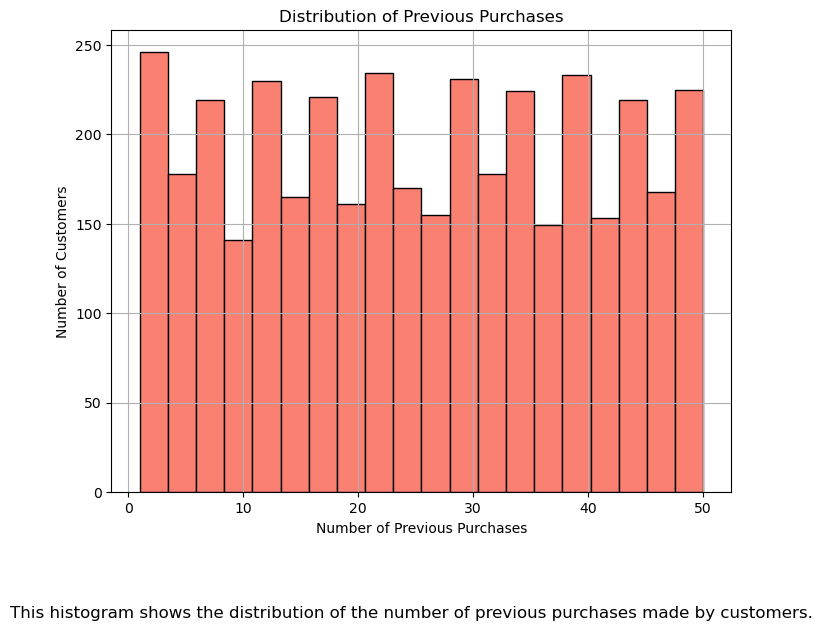 Distribution of Previous Purchases
250
200
150
100
50
0
Number of Customers
0 10 20 30 40 50
Number of Previous Purchases
This histogram shows the distribution of the number of previous purchases made by customers.